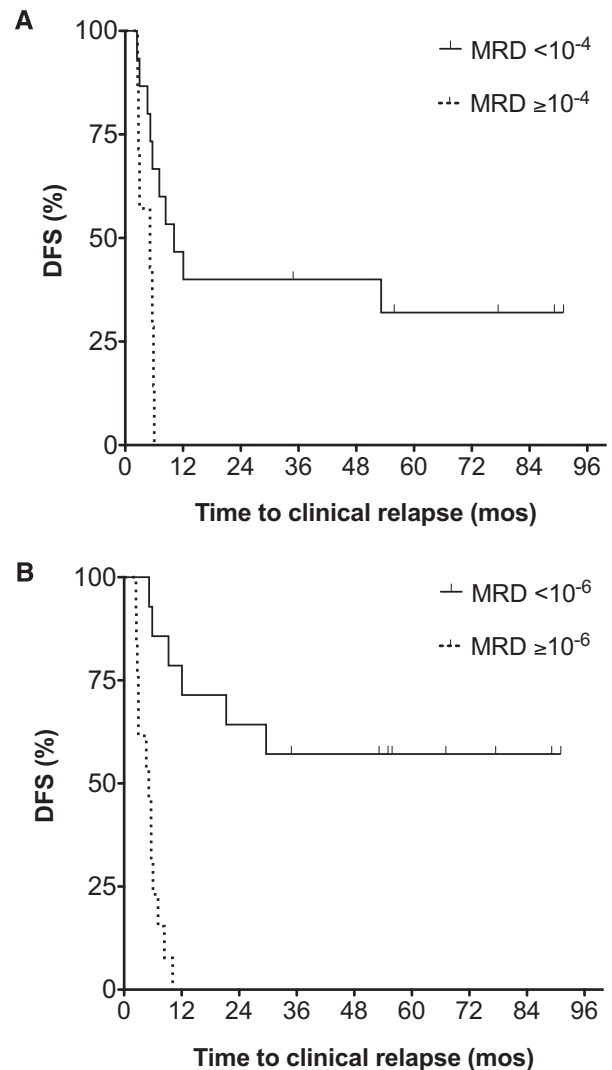 A
100
75
50
25
0
DFS (%)
0 12 24 36 48 60 72 84 96
Time to clinical relapse (mos)
MRD <10⁻⁴
MRD ≥10⁻⁴
B
100
75
50
25
0
DFS (%)
0 12 24 36 48 60 72 84 96
Time to clinical relapse (mos)
MRD <10⁻⁶
MRD ≥10⁻⁶